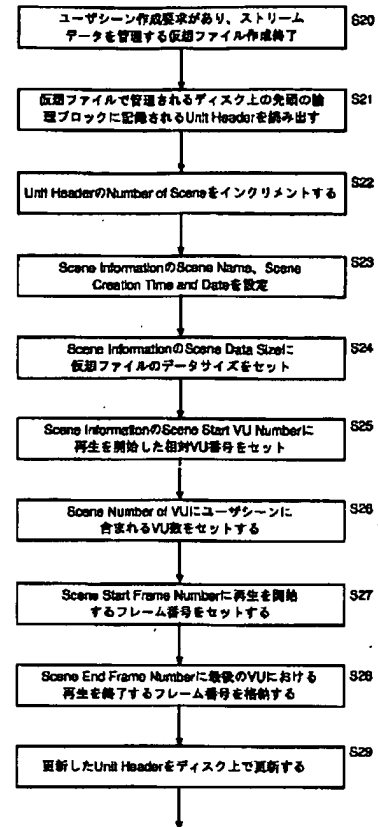 ユーザシーン作成要求があり、ストリーム
データを管理する仮想ファイル作成終了
S20
仮想ファイルで管理されるディスク上の先頭の論
理ブロックに記録されるUnit Headerを読み出す
S21
Unit HeaderのNumber of Sceneをインクリメントする
S22
Scene InformationのScene Name、Scene
Creation Time and Dateを設定
S23
Scene InformationのScene Data Sizeに
仮想ファイルのデータサイズをセット
S24
Scene InformationのScene Start VU Numberに
再生を開始した相対VU番号をセット
S25
Scene Number of VUにユーザシーンに
含まれるVU数をセットする
S26
Scene Start Frame Numberに再生を開始
するフレーム番号をセットする
S27
Scene End Frame Numberに最後のVUにおける
再生を終了するフレーム番号を格納する
S28
更新したUnit Headerをディスク上で更新する
S29